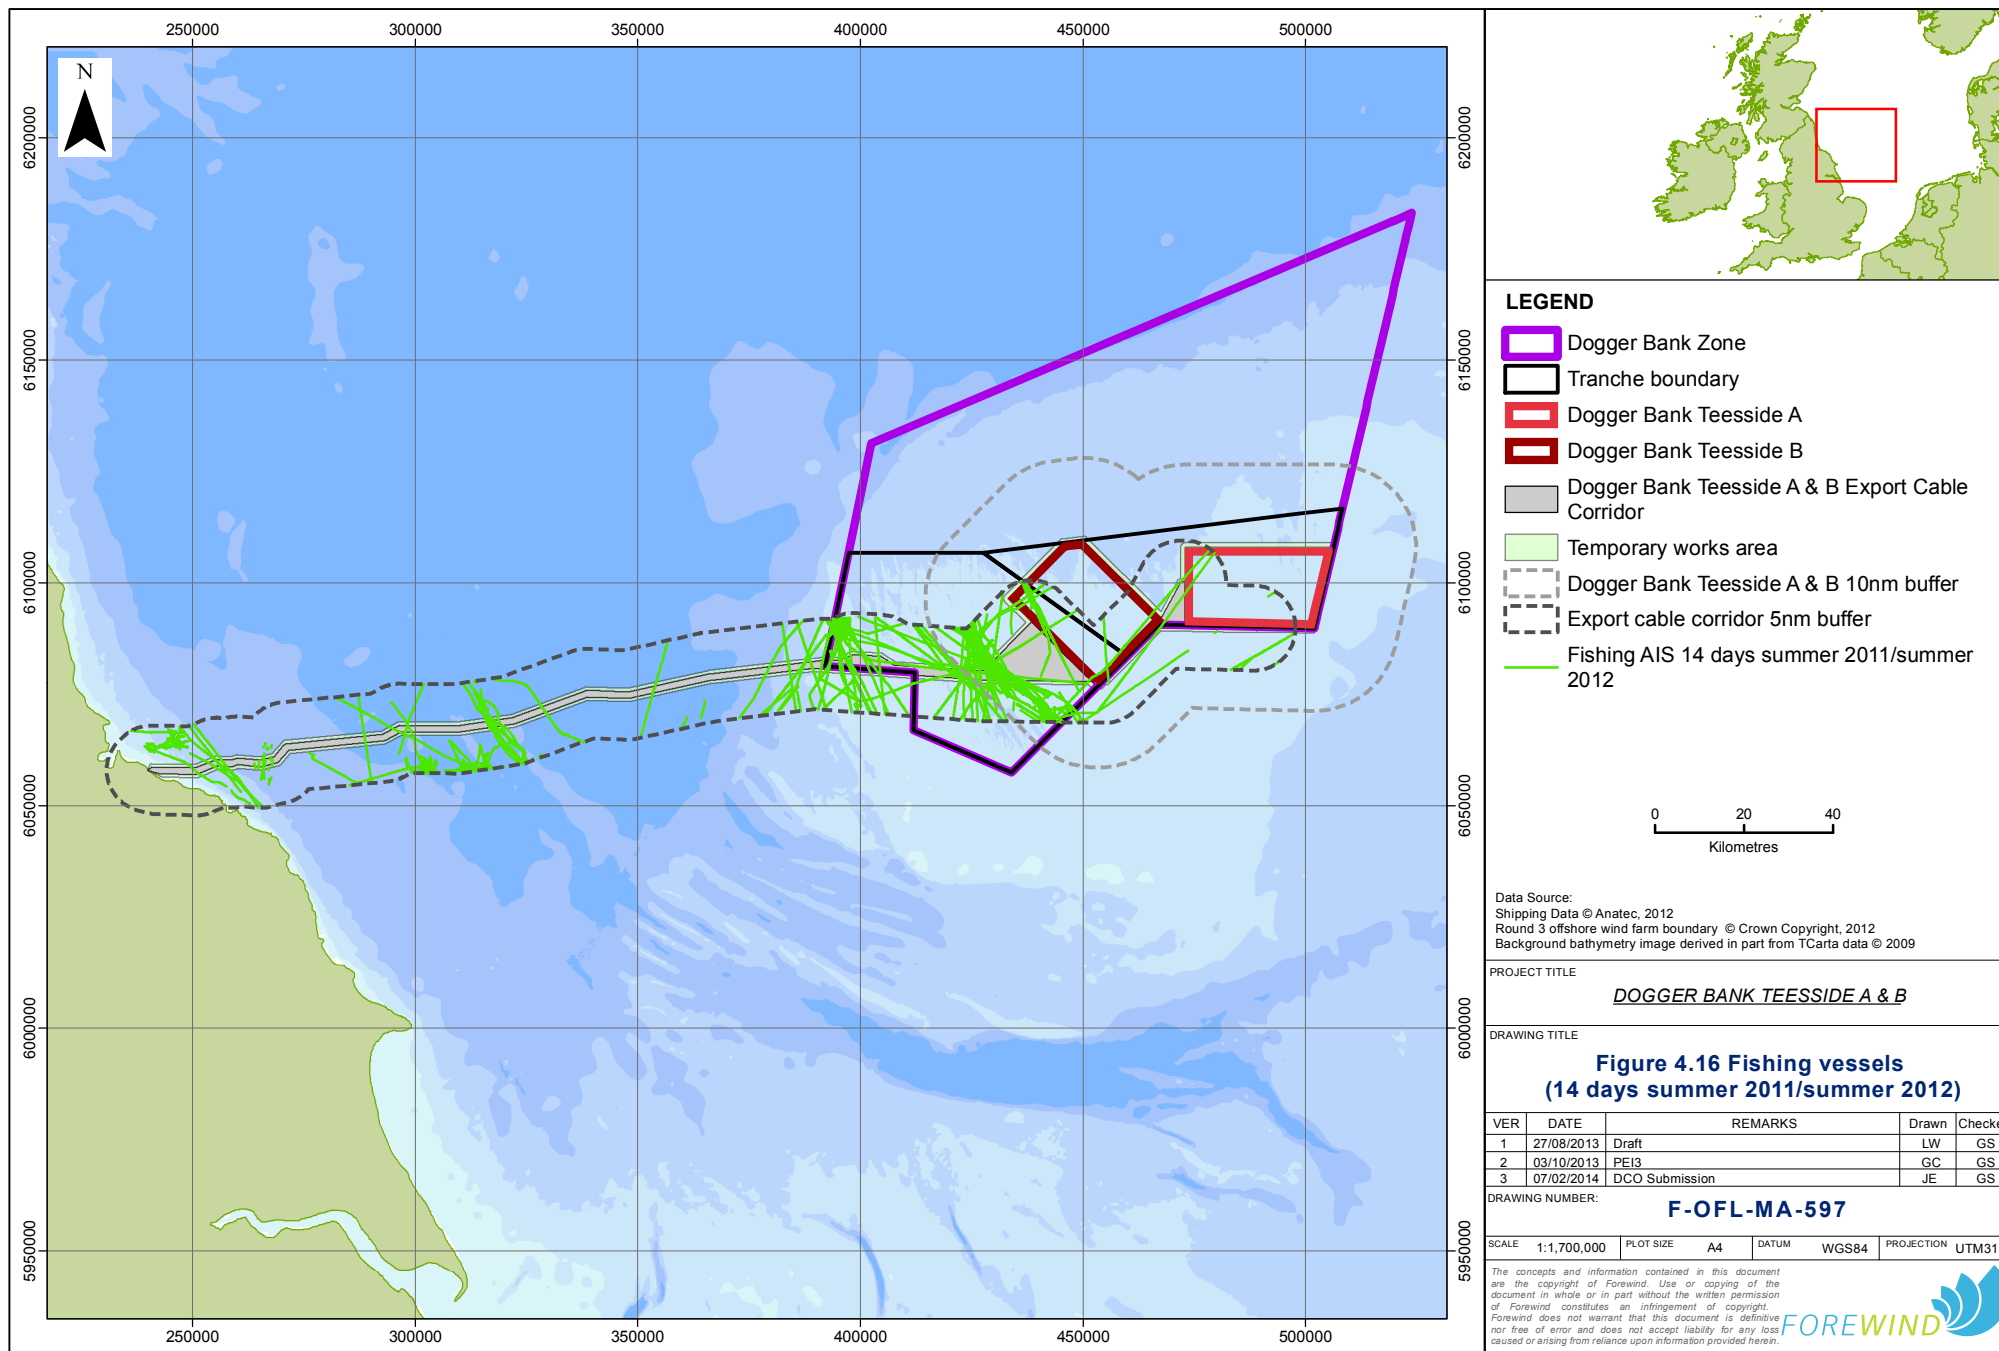 250000 300000 350000 400000 450000 500000
N
6200000 6200000
6150000 6150000
6100000 6100000
6050000 6050000
6000000 6000000
5950000 5950000
250000 300000 350000 400000 450000 500000
LEGEND
Dogger Bank Zone
Tranche boundary
Dogger Bank Teesside A
Dogger Bank Teesside B
Dogger Bank Teesside A & B Export Cable
Corridor
Temporary works area
Dogger Bank Teesside A & B 10nm buffer
Export cable corridor 5nm buffer
Fishing AIS 14 days summer 2011/summer
2012
0 20 40
Kilometres
Data Source:
Shipping Data © Anatec, 2012
Round 3 offshore wind farm boundary © Crown Copyright, 2012
Background bathymetry image derived in part from TCarta data © 2009
PROJECT TITLE
DOGGER BANK TEESSIDE A & B
DRAWING TITLE
Figure 4.16 Fishing vessels
(14 days summer 2011/summer 2012)
VER DATE REMARKS Drawn Checke
1 27/08/2013 Draft LW GS
2 03/10/2013 PEI3 GC GS
3 07/02/2014 DCO Submission JE GS
DRAWING NUMBER:
F-OFL-MA-597
SCALE 1:1,700,000 PLOT SIZE A4 DATUM WGS84 PROJECTION UTM31
The concepts and information contained in this document
are the copyright of Forewind. Use or copying of the
document in whole or in part without the written permission
of Forewind constitutes an infringement of copyright.
Forewind does not warrant that this document is definitive
nor free of error and does not accept liability for any loss
caused or arising from reliance upon information provided herein.
FOREWIND